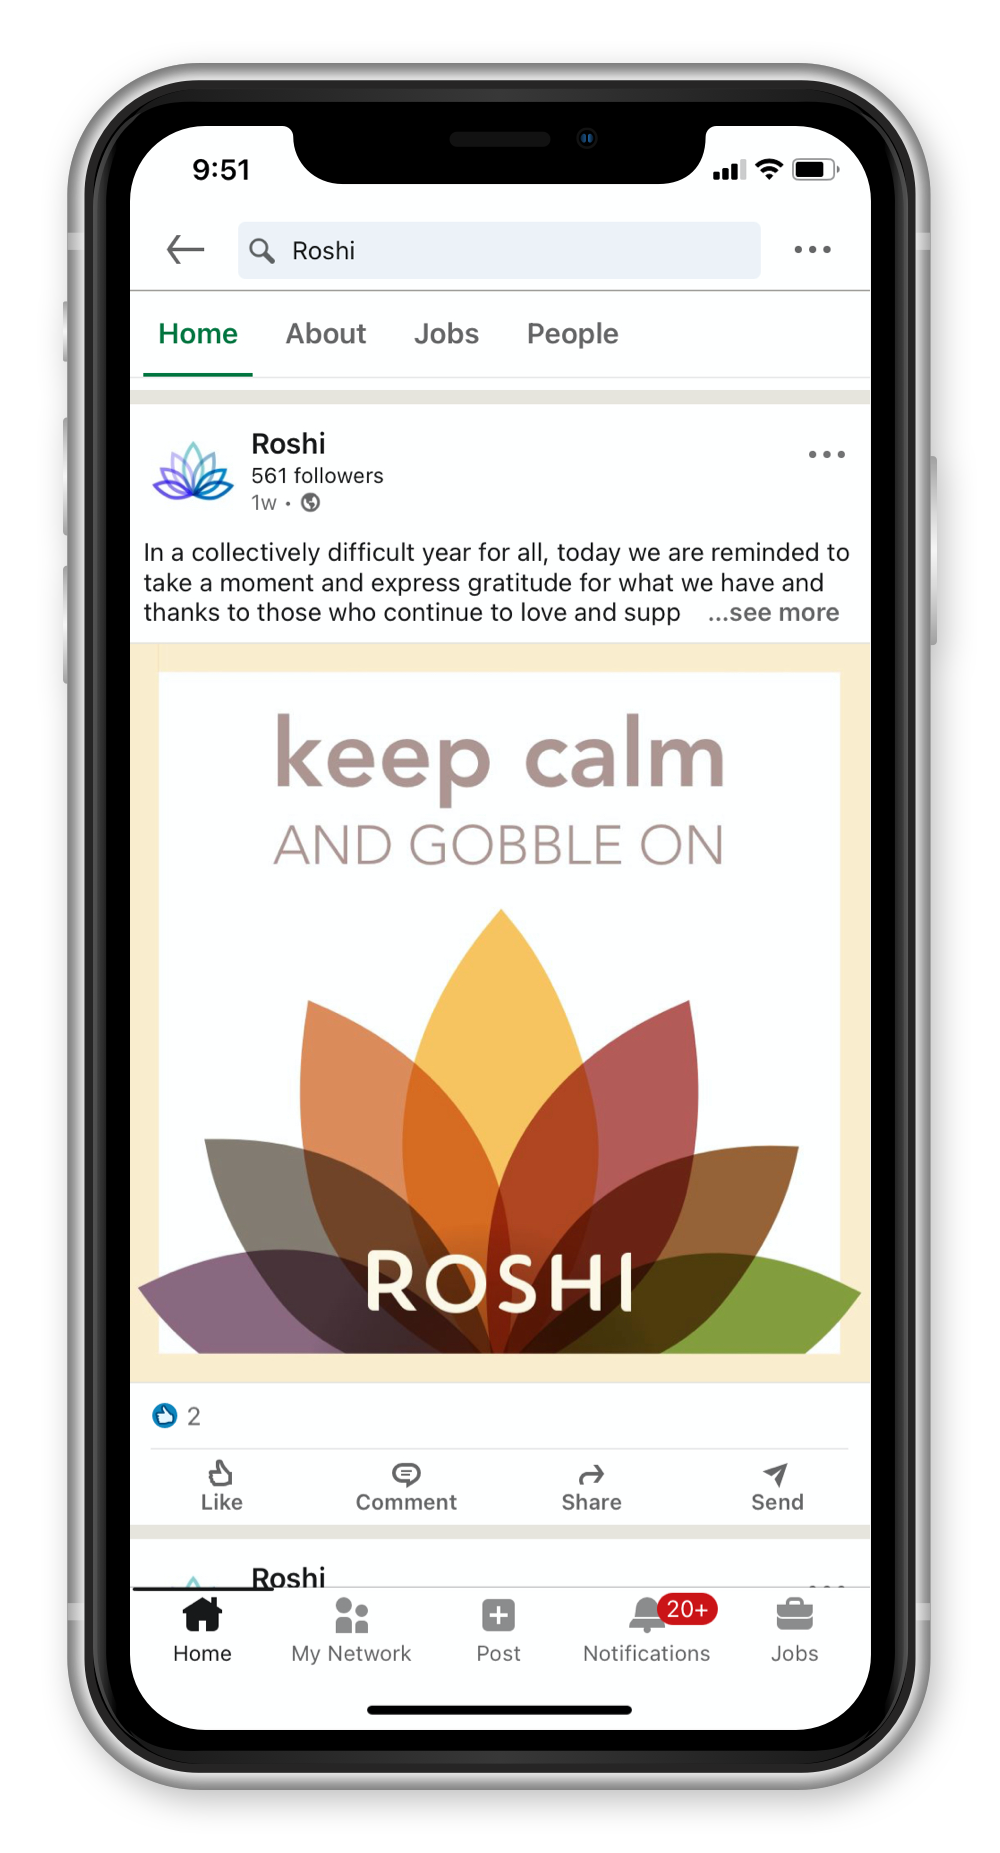 9:51
Roshi
Home About Jobs People
Roshi
561 followers
1w •
In a collectively difficult year for all, today we are reminded to
take a moment and express gratitude for what we have and
thanks to those who continue to love and supp ...see more
keep calm
AND GOBBLE ON
ROSHI
2
Like Comment Share Send
Roshi
20+
Home My Network Post Notifications Jobs